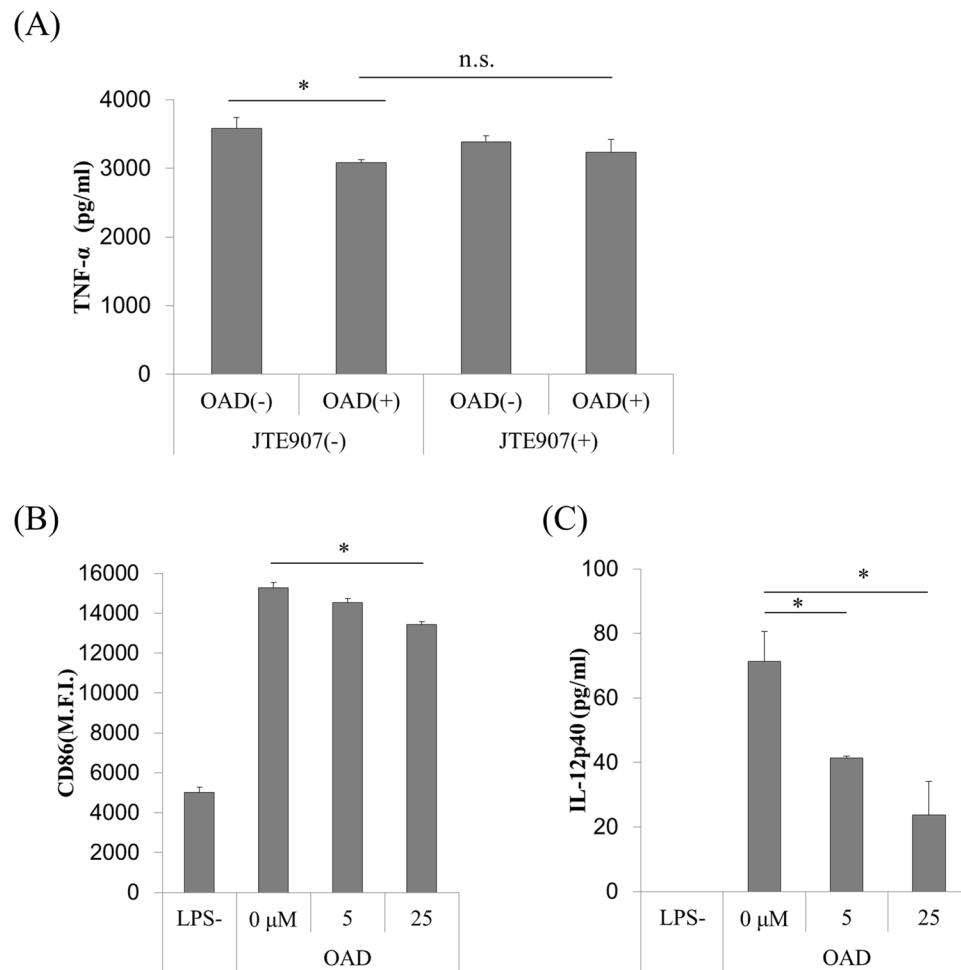 (A)
n.s.
*
4000
3000
2000
1000
0
TNF-α (pg/ml)
OAD(-) OAD(+) OAD(-) OAD(+)
JTE907(-) JTE907(+)
(B)
*
16000
14000
12000
10000
8000
6000
4000
2000
0
CD86(M.F.I.)
LPS- 0 μM 5 25
OAD
(C)
100
80
60
40
20
0
*
*
IL-12p40 (pg/ml)
LPS- 0 μM 5 25
OAD